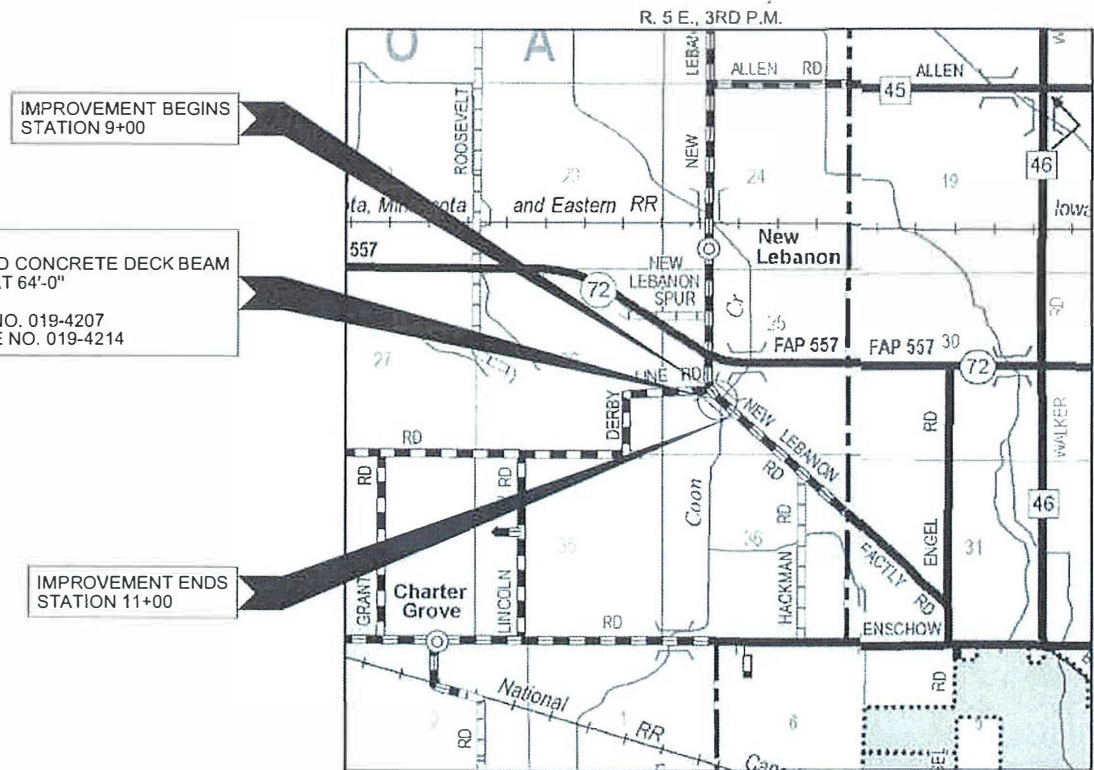 R. 5 E., 3RD P.M.
O A
IMPROVEMENT BEGINS
STATION 9+00
D CONCRETE DECK BEAM
AT 64'-0"
NO. 019-4207
E NO. 019-4214
IMPROVEMENT ENDS
STATION 11+00
ROOSEVELT
NEW
ALLEN RD
ALLEN
45
46
23
24
19
and Eastern RR
Iowa
557
72
New
Lebanon
NEW
LEBANON
SPUR
Cr
FAP 557
FAP 557
30
72
27
LINE RD
DERBY
NEW LEBANON
RD
RD
WALKER
RD
46
RD
GRANT
RD
LINCOLN
RD
Coon
36
HACKMAN
RD
FACTLY
RD
ENGEL
RD
31
Charter
Grove
RD
ENSCHOW
National
RR
RD
1
6
RD